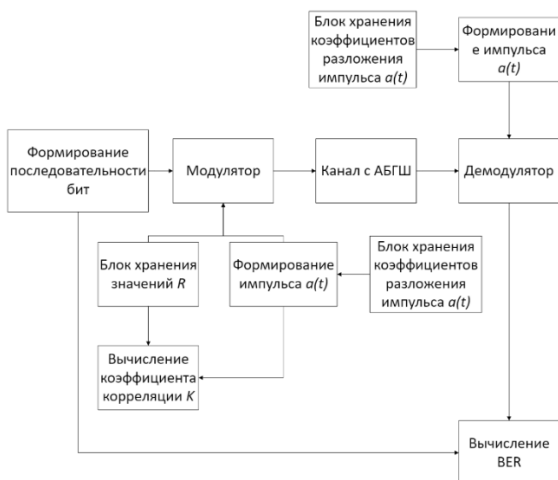 Блок хранения
коэффициентов
разложения
импульса a(t)
Формировани
е импульса
a(t)
Формирование
последовательности
бит
Модулятор
Канал с АБГШ
Демодулятор
Блок хранения
значений R
Формирование
импульса a(t)
Блок хранения
коэффициентов
разложения
импульса a(t)
Вычисление
коэффициента
корреляции K
Вычисление
BER